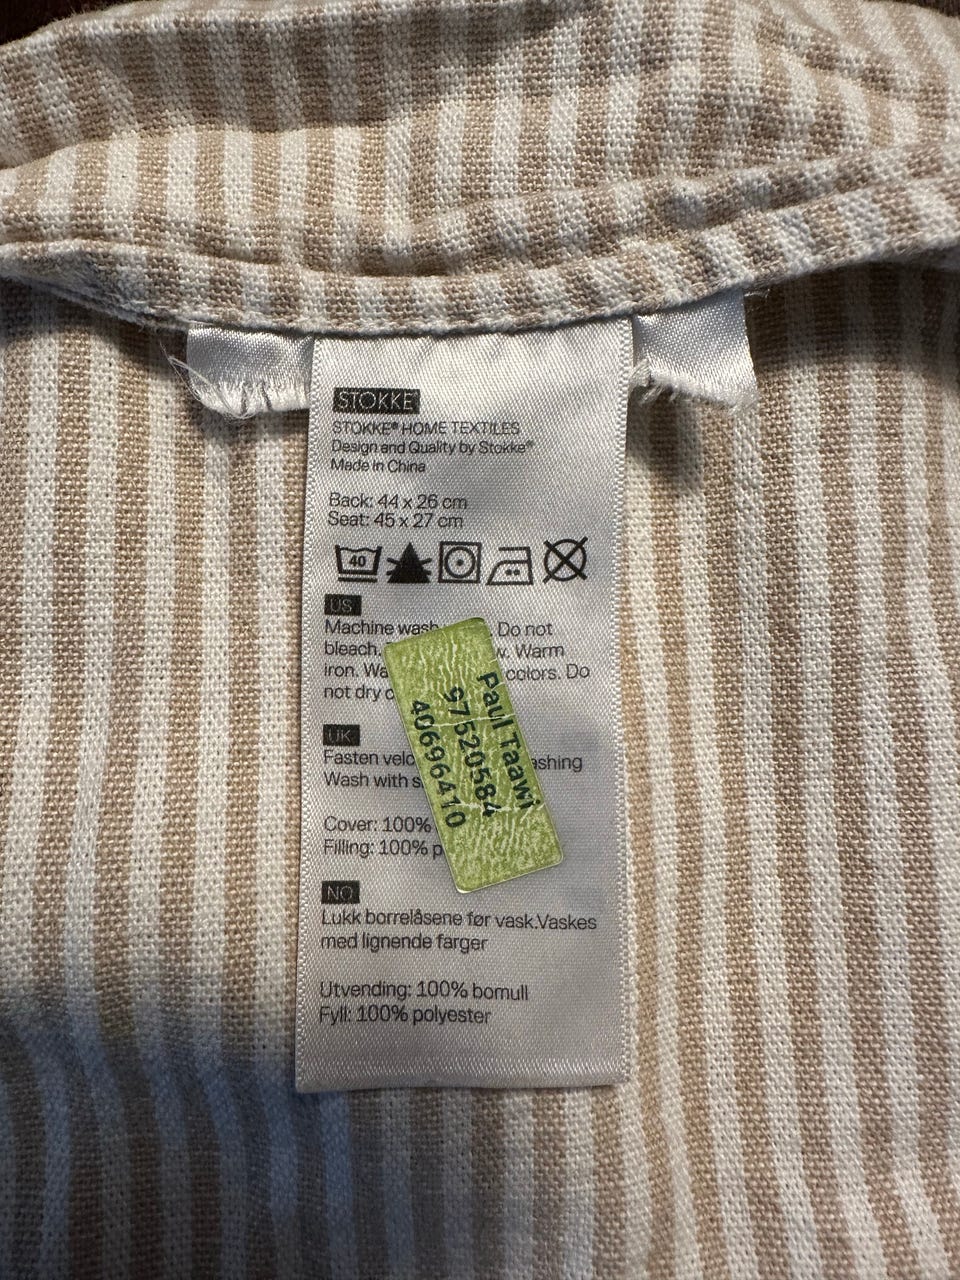 STOKKE
STOKKE® HOME TEXTILES
Design and Quality by Stokke®
Made in China
Back: 44 x 26 cm
Seat: 45 x 27 cm
40
US
Machine wash . Do not
bleach. w. Warm
iron. Wa colors. Do
not dry c
UK
Fasten velc ashing
Wash with s
Cover: 100%
Filling: 100% p
Paul Taawi
97520584
40696410
NO
Lukk borrelåsene før vask.Vaskes
med lignende farger
Utvending: 100% bomull
Fyll: 100% polyester